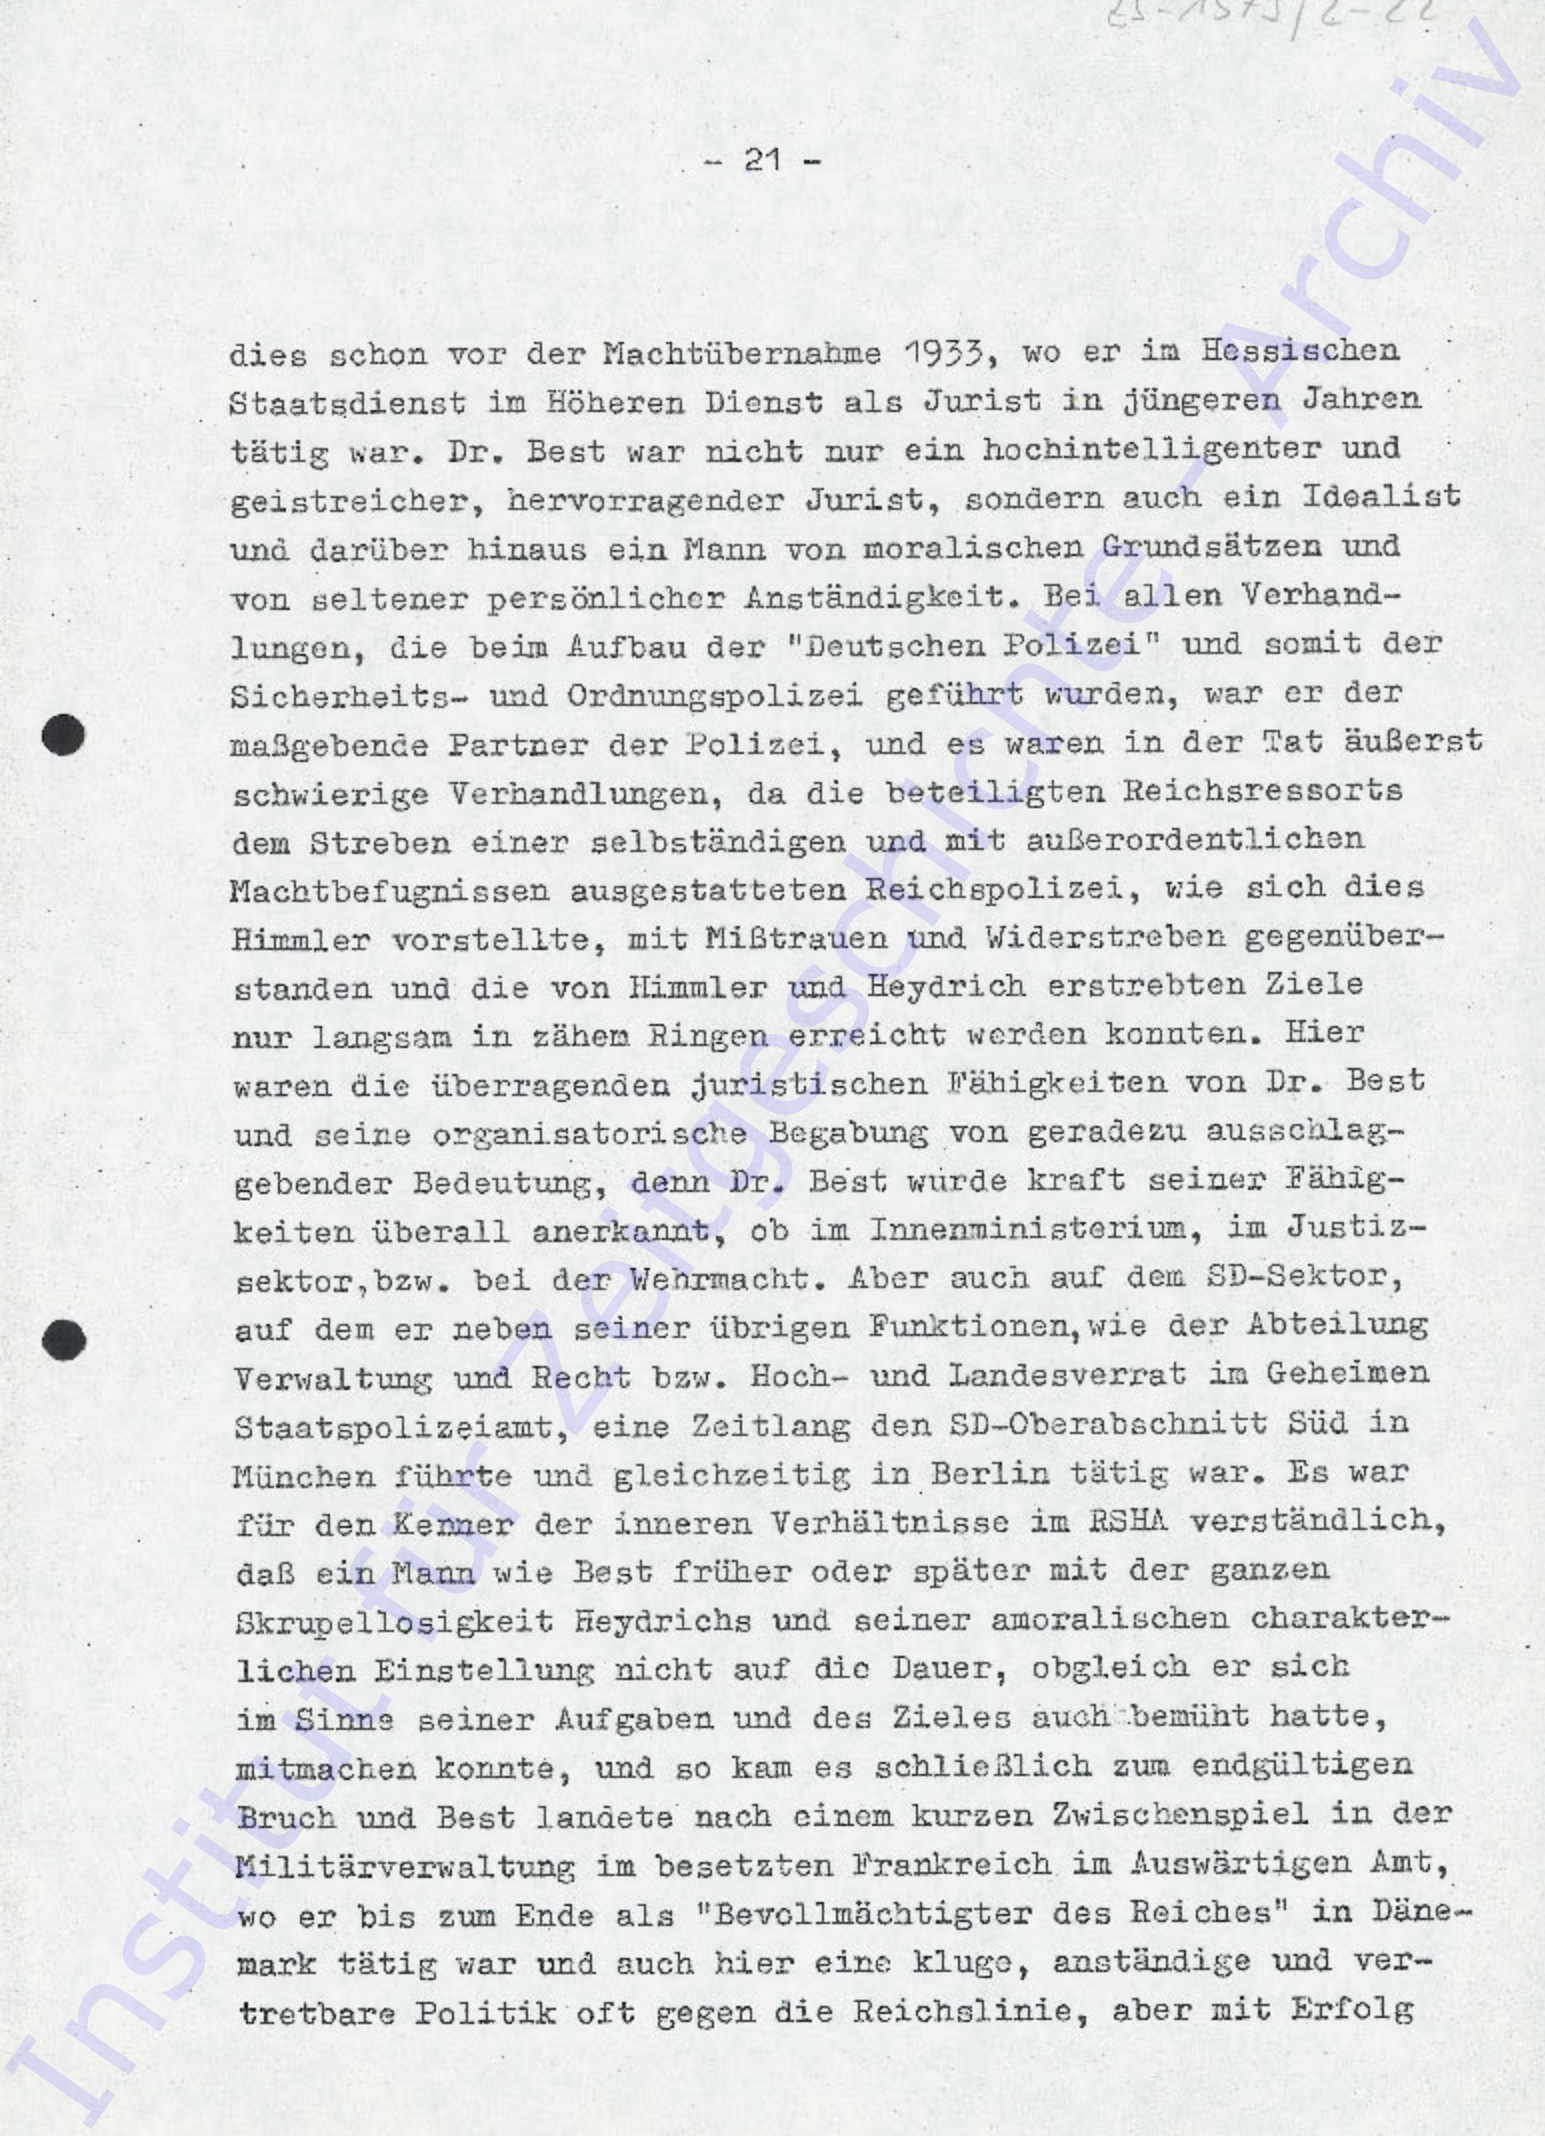 ZS-1573/2-22
- 21 -
dies schon vor der Machtübernahme 1933, wo er im Hessischen
Staatsdienst im Höheren Dienst als Jurist in jüngeren Jahren
tätig war. Dr. Best war nicht nur ein hochintelligenter und
geistreicher, hervorragender Jurist, sondern auch ein Idealist
und darüber hinaus ein Mann von moralischen Grundsätzen und
von seltener persönlicher Anständigkeit. Bei allen Verhand-
lungen, die beim Aufbau der "Deutschen Polizei" und somit der
Sicherheits- und Ordnungspolizei geführt wurden, war er der
maßgebende Partner der Polizei, und es waren in der Tat äußerst
schwierige Verhandlungen, da die beteiligten Reichsressorts
dem Streben einer selbständigen und mit außerordentlichen
Machtbefugnissen ausgestatteten Reichspolizei, wie sich dies
Himmler vorstellte, mit Mißtrauen und Widerstreben gegenüber-
standen und die von Himmler und Heydrich erstrebten Ziele
nur langsam in zähem Ringen erreicht werden konnten. Hier
waren die überragenden juristischen Fähigkeiten von Dr. Best
und seine organisatorische Begabung von geradezu ausschlag-
gebender Bedeutung, denn Dr. Best wurde kraft seiner Fähig-
keiten überall anerkannt, ob im Innenministerium, im Justiz-
sektor, bzw. bei der Wehrmacht. Aber auch auf dem SD-Sektor,
auf dem er neben seiner übrigen Funktionen, wie der Abteilung
Verwaltung und Recht bzw. Hoch- und Landesverrat im Geheimen
Staatspolizeiamt, eine Zeitlang den SD-Oberabschnitt Süd in
München führte und gleichzeitig in Berlin tätig war. Es war
für den Kenner der inneren Verhältnisse im RSHA verständlich,
daß ein Mann wie Best früher oder später mit der ganzen
Skrupellosigkeit Heydrichs und seiner amoralischen charakter-
lichen Einstellung nicht auf die Dauer, obgleich er sich
im Sinne seiner Aufgaben und des Zieles auch bemüht hatte,
mitmachen konnte, und so kam es schließlich zum endgültigen
Bruch und Best landete nach einem kurzen Zwischenspiel in der
Militärverwaltung im besetzten Frankreich im Auswärtigen Amt,
wo er bis zum Ende als "Bevollmächtigter des Reiches" in Däne-
mark tätig war und auch hier eine kluge, anständige und ver-
tretbare Politik oft gegen die Reichslinie, aber mit Erfolg
Institut für Zeitgeschichte - Archiv